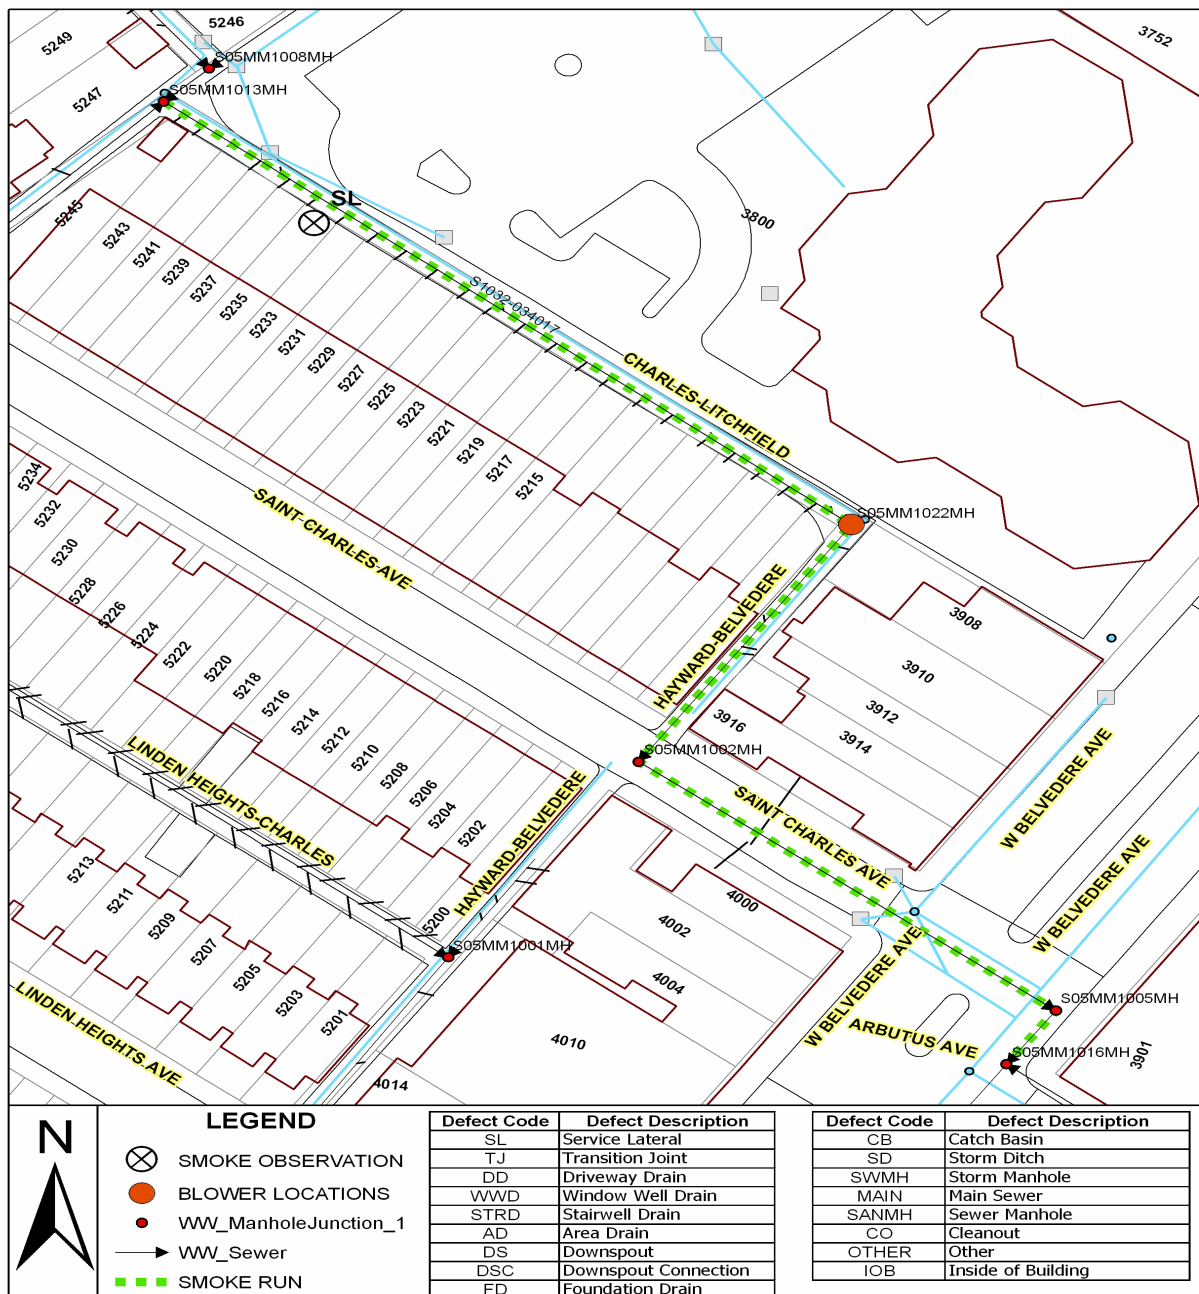 5246
5249
3752
S05MM1008MH
S05MM1013MH
5247
SL
5245
3800
5243
5241
5239
5237
5235
5233
5231
5229
5227
5225
5223
5221
5219
5217
5215
S1032-034017
CHARLES-LITCHFIELD
5234
5232
5230
5228
5226
5224
5222
5220
5218
5216
5214
5212
5210
5208
5206
5204
5202
5200
SAINT CHARLES AVE
S05MM1022MH
HAYWARD-BELVEDERE
3908
3910
3912
3914
3916
S05MM1002MH
LINDEN HEIGHTS-CHARLES
HAYWARD-BELVEDERE
SAINT CHARLES AVE
W BELVEDERE AVE
W BELVEDERE AVE
W BELVEDERE AVE
5213
5211
5209
5207
5205
5203
5201
4000
4002
4004
4010
4014
S05MM1001MH
S05MM1005MH
ARBUTUS AVE
S05MM1016MH
3901
LINDEN HEIGHTS AVE
N
LEGEND
SMOKE OBSERVATION
BLOWER LOCATIONS
WW_ManholeJunction_1
WW_Sewer
SMOKE RUN
Defect Code Defect Description
SL Service Lateral
TJ Transition Joint
DD Driveway Drain
WWD Window Well Drain
STRD Stairwell Drain
AD Area Drain
DS Downspout
DSC Downspout Connection
FD Foundation Drain
Defect Code Defect Description
CB Catch Basin
SD Storm Ditch
SWMH Storm Manhole
MAIN Main Sewer
SANMH Sewer Manhole
CO Cleanout
OTHER Other
IOB Inside of Building